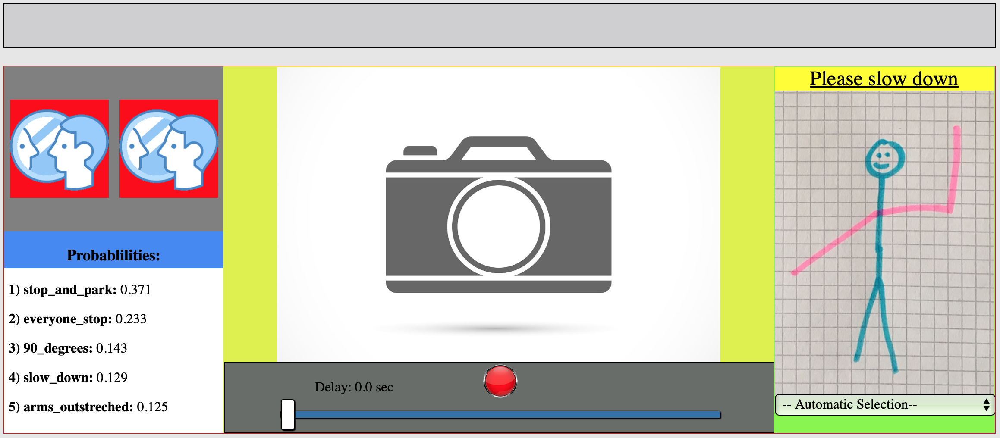 Probablilities:
1) stop_and_park: 0.371
2) everyone_stop: 0.233
3) 90_degrees: 0.143
4) slow_down: 0.129
5) arms_outstreched: 0.125
Delay: 0.0 sec
Please slow down
-- Automatic Selection--